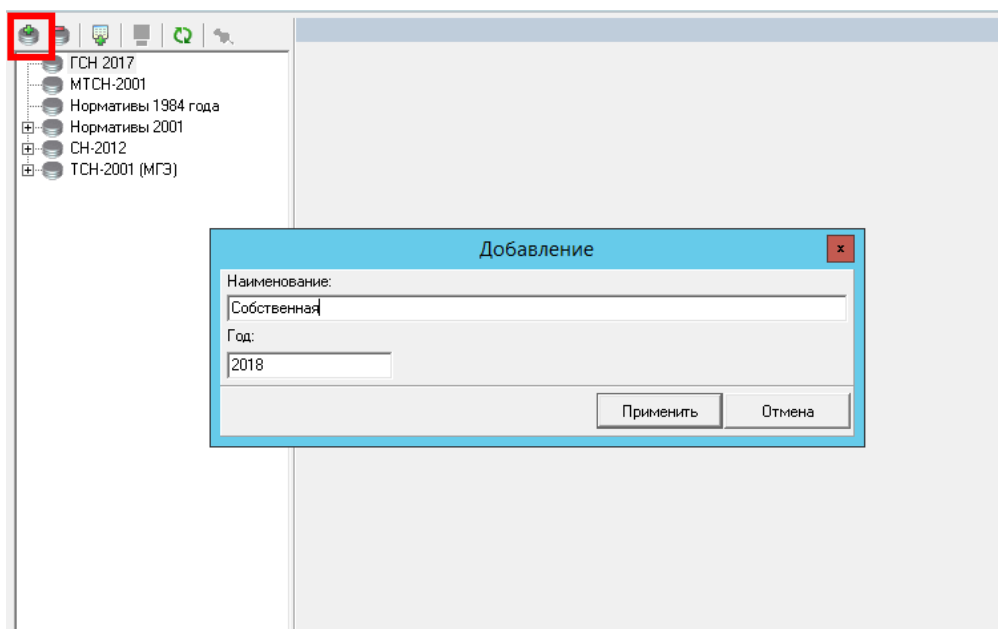 ГСН 2017
МТСН-2001
Нормативы 1984 года
Нормативы 2001
СН-2012
ТСН-2001 (МГЭ)
Добавление
x
Наименование:
Собственная
Год:
2018
Применить Отмена